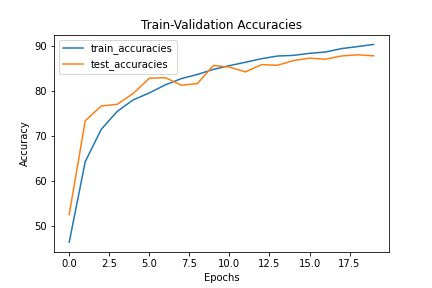 Train-Validation Accuracies
train_accuracies
test_accuracies
Accuracy
90
80
70
60
50
0.0 2.5 5.0 7.5 10.0 12.5 15.0 17.5
Epochs